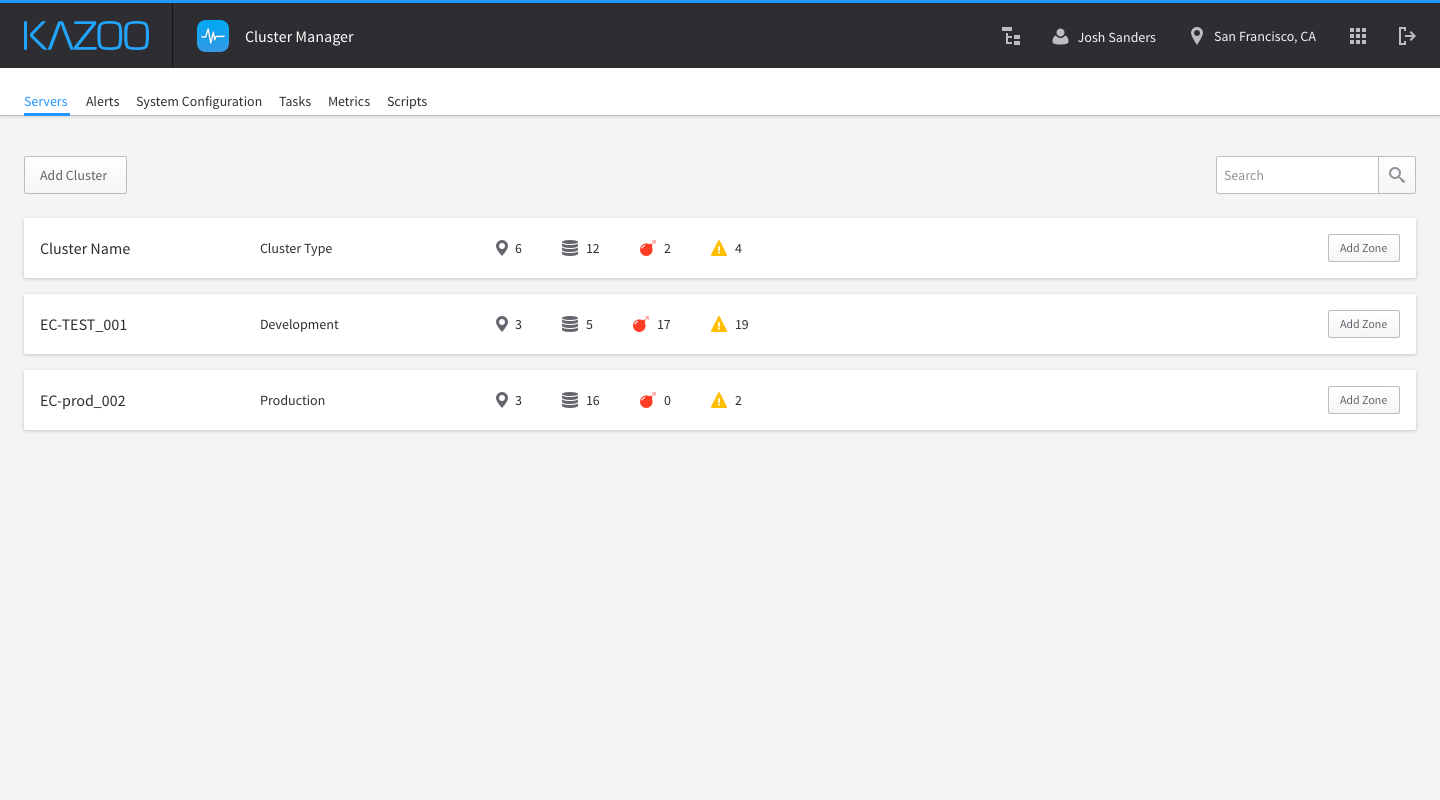 KAZOO
Cluster Manager
Josh Sanders
San Francisco, CA
Servers Alerts System Configuration Tasks Metrics Scripts
Add Cluster
Search
Cluster Name Cluster Type 6 12 2 4 Add Zone
EC-TEST_001 Development 3 5 17 19 Add Zone
EC-prod_002 Production 3 16 0 2 Add Zone